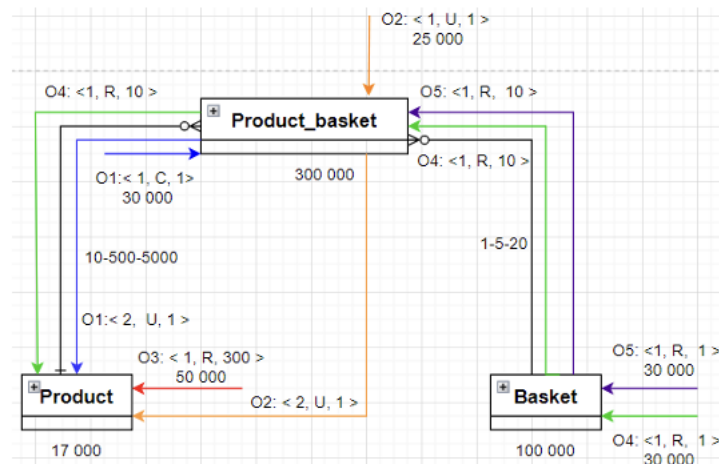 O2: < 1, U, 1 >
25 000
O4: <1, R, 10 >
O5: <1, R, 10 >
Product_basket
O4: <1, R, 10 >
O1:< 1, C, 1>
30 000
300 000
10-500-5000
1-5-20
O1:< 2, U, 1 >
O3: < 1, R, 300 >
50 000
O5: <1, R, 1 >
30 000
Product
Basket
O2: < 2, U, 1 >
17 000
100 000
O4: <1, R, 1 >
30 000